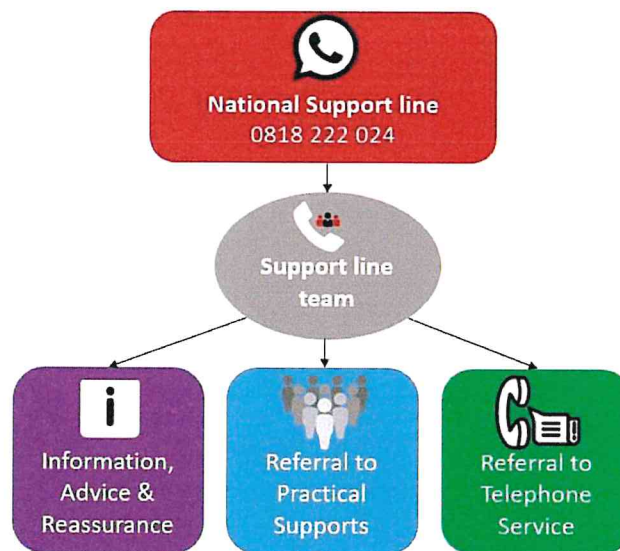 National Support line
0818 222 024
Support line
team
i
Information,
Advice &
Reassurance
Referral to
Practical
Supports
Referral to
Telephone
Service